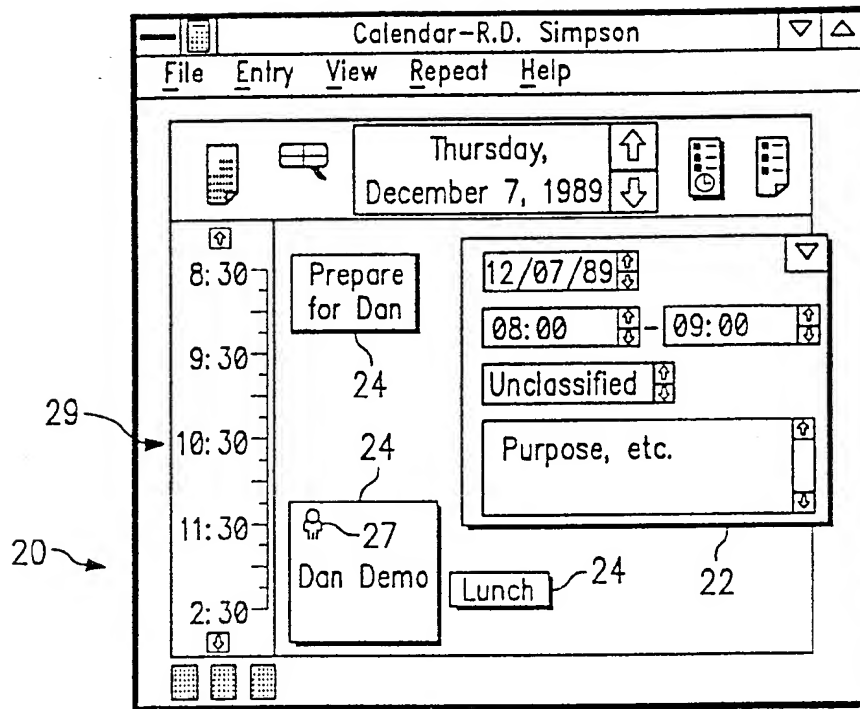 Calendar-R.D. Simpson
File Entry View Repeat Help
Thursday,
December 7, 1989
8:30
9:30
10:30
11:30
2:30
Prepare
for Dan
24
12/07/89
08:00 - 09:00
Unclassified
Purpose, etc.
22
29
20
24
27
Dan Demo
Lunch
24